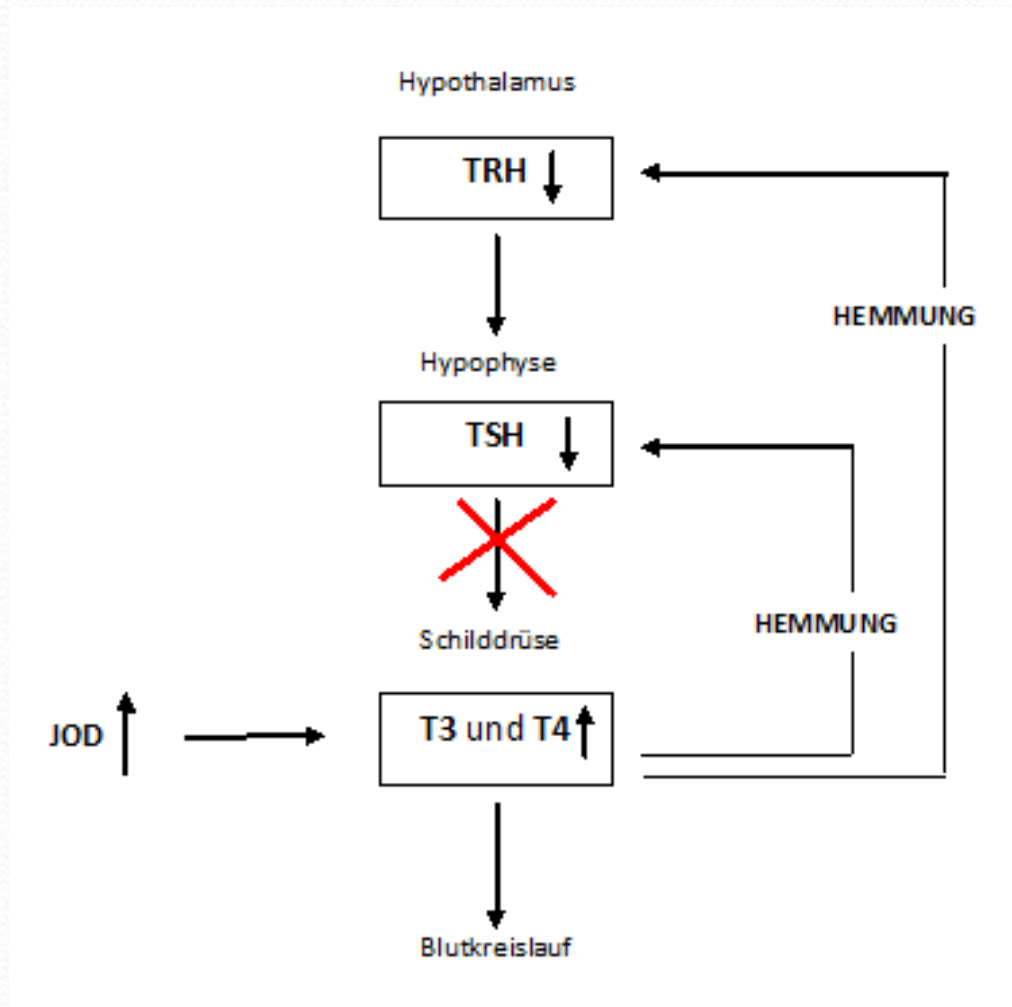 Hypothalamus
TRH
HEMMUNG
Hypophyse
TSH
HEMMUNG
Schilddrüse
JOD
T3 und T4
Blutkreislauf